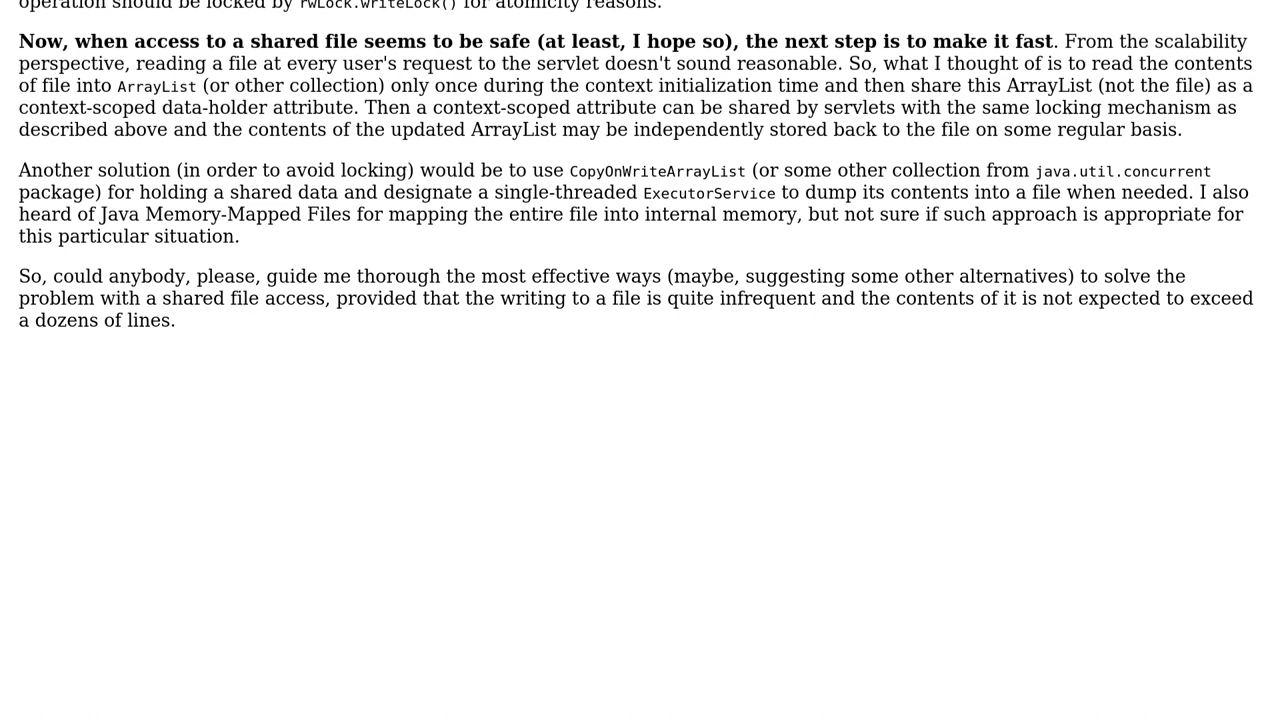 operation should be locked by rwLock.writeLock() for atomicity reasons.
Now, when access to a shared file seems to be safe (at least, I hope so), the next step is to make it fast. From the scalability
perspective, reading a file at every user's request to the servlet doesn't sound reasonable. So, what I thought of is to read the contents
of file into ArrayList (or other collection) only once during the context initialization time and then share this ArrayList (not the file) as a
context-scoped data-holder attribute. Then a context-scoped attribute can be shared by servlets with the same locking mechanism as
described above and the contents of the updated ArrayList may be independently stored back to the file on some regular basis.
Another solution (in order to avoid locking) would be to use CopyOnWriteArrayList (or some other collection from java.util.concurrent
package) for holding a shared data and designate a single-threaded ExecutorService to dump its contents into a file when needed. I also
heard of Java Memory-Mapped Files for mapping the entire file into internal memory, but not sure if such approach is appropriate for
this particular situation.
So, could anybody, please, guide me thorough the most effective ways (maybe, suggesting some other alternatives) to solve the
problem with a shared file access, provided that the writing to a file is quite infrequent and the contents of it is not expected to exceed
a dozens of lines.